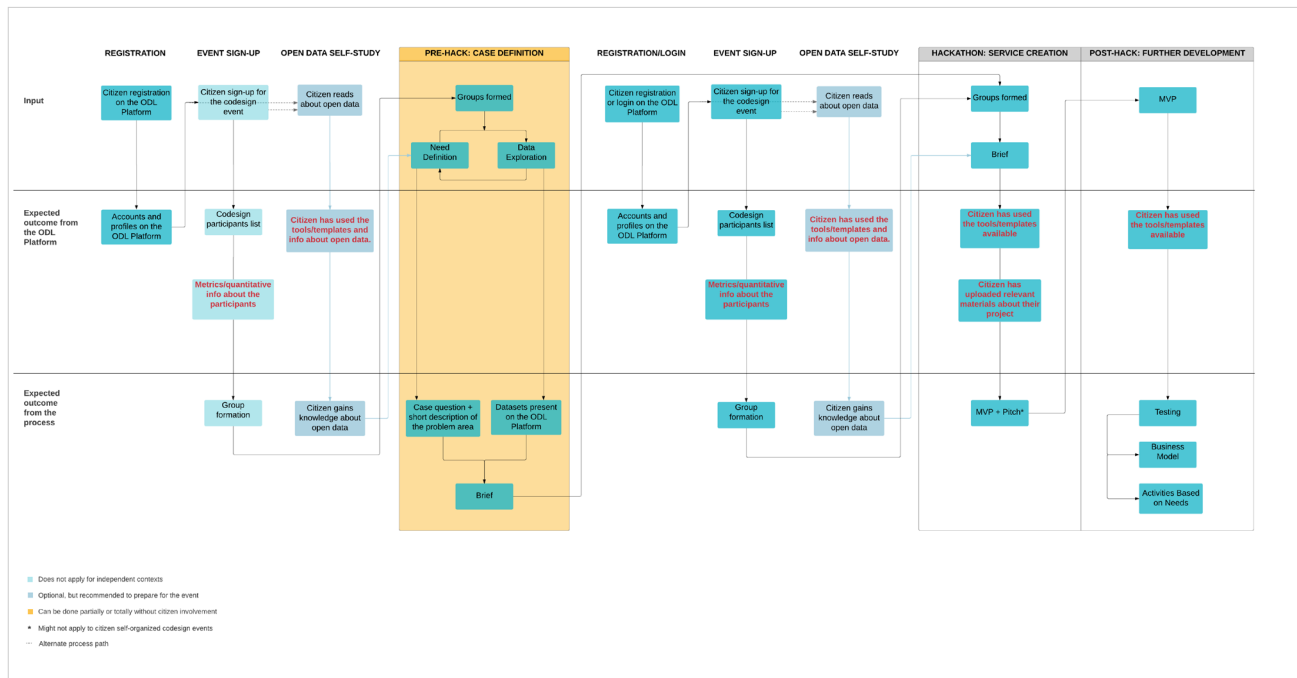 REGISTRATION
EVENT SIGN-UP
OPEN DATA SELF-STUDY
PRE-HACK: CASE DEFINITION
REGISTRATION/LOGIN
EVENT SIGN-UP
OPEN DATA SELF-STUDY
HACKATHON: SERVICE CREATION
POST-HACK: FURTHER DEVELOPMENT
Input
Citizen registration
on the ODL
Platform
Citizen sign-up for
the codesign
event
Citizen reads
about open data
Groups formed
Need
Definition
Data
Exploration
Citizen registration
or login on the ODL
Platform
Citizen sign-up for
the codesign
event
Citizen reads
about open data
Groups formed
Brief
MVP
Expected
outcome from
the ODL
Platform
Accounts and
profiles on the
ODL Platform
Codesign
participants list
Metrics/quantitative
info about the
participants
Citizen has used the
tools/templates and
info about open data.
Accounts and
profiles on the
ODL Platform
Codesign
participants list
Metrics/quantitative
info about the
participants
Citizen has used the
tools/templates and
info about open data.
Citizen has used
the tools/templates
available
Citizen has
uploaded relevant
materials about their
project
Citizen has used
the tools/templates
available
Expected
outcome
from the
process
Group
formation
Citizen gains
knowledge about
open data
Case question +
short description of
the problem area
Datasets present
on the ODL
Platform
Brief
Group
formation
Citizen gains
knowledge about
open data
MVP + Pitch*
Testing
Business
Model
Activities Based
on Needs
Does not apply for independent contexts
Optional, but recommended to prepare for the event
Can be done partially or totally without citizen involvement
* Might not apply to citizen self-organized codesign events
Alternate process path